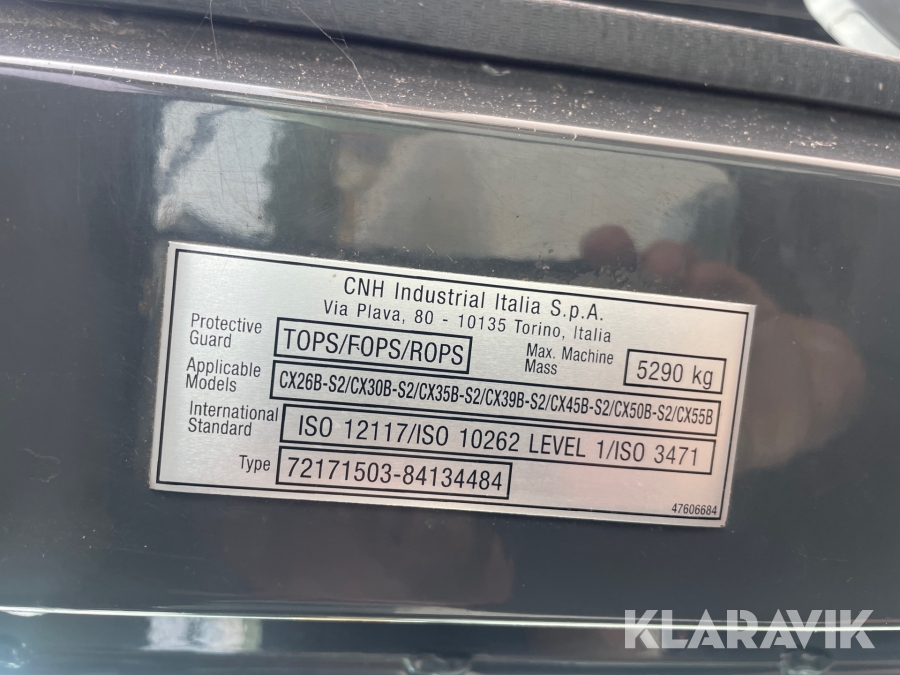 CNH Industrial Italia S.p.A.
Via Plava, 80 - 10135 Torino, Italia
Protective Guard TOPS/FOPS/ROPS Max. Machine Mass 5290 kg
Applicable Models CX26B-S2/CX30B-S2/CX35B-S2/CX39B-S2/CX45B-S2/CX50B-S2/CX55B
International Standard ISO 12117/ISO 10262 LEVEL 1/ISO 3471
Type 72171503-84134484
47606684
KLARAVIK